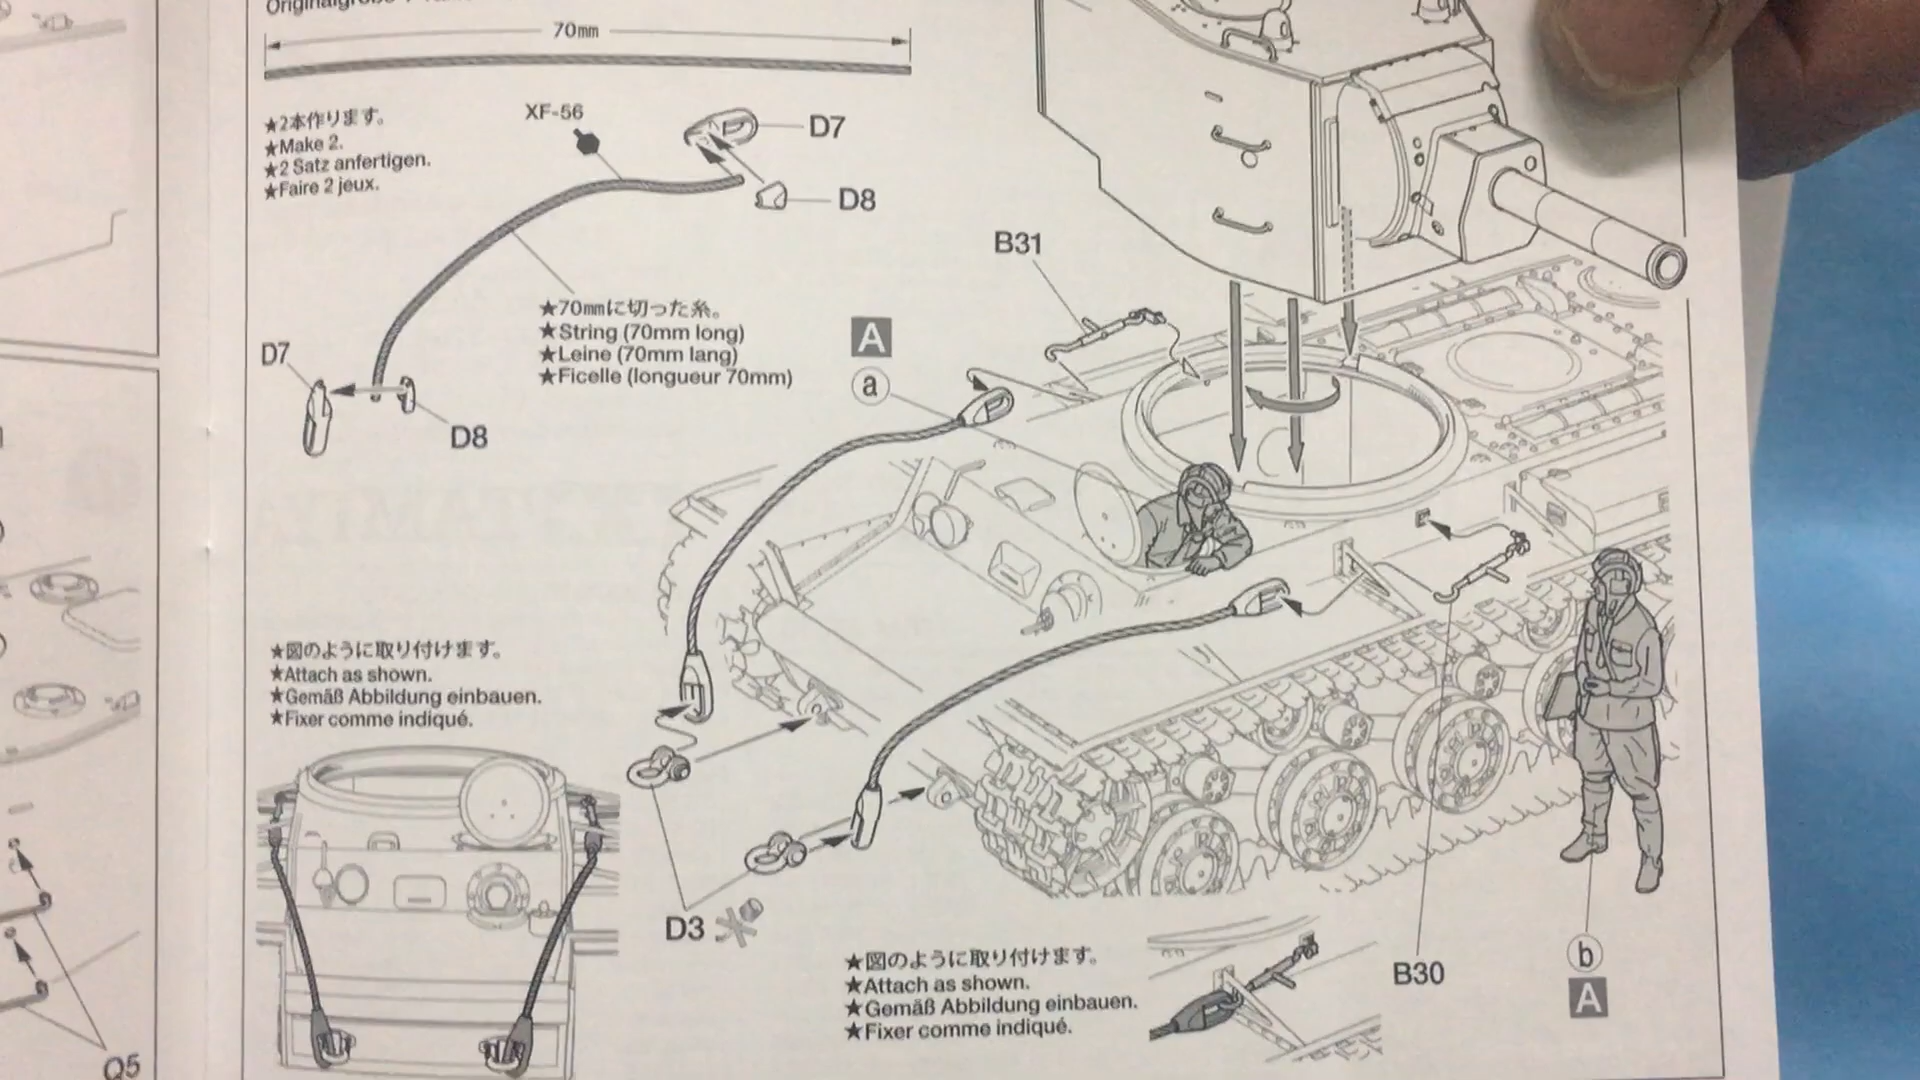 70mm
★2本作ります。
★Make 2.
★2 Satz anfertigen.
★Faire 2 jeux.
XF-56
D7
D8
B31
★70mmに切った糸。
★String (70mm long)
★Leine (70mm lang)
★Ficelle (longueur 70mm)
A
a
D7
D8
★図のように取り付けます。
★Attach as shown.
★Gemäß Abbildung einbauen.
★Fixer comme indiqué.
D3
★図のように取り付けます。
★Attach as shown.
★Gemäß Abbildung einbauen.
★Fixer comme indiqué.
B30
b
A
Q5